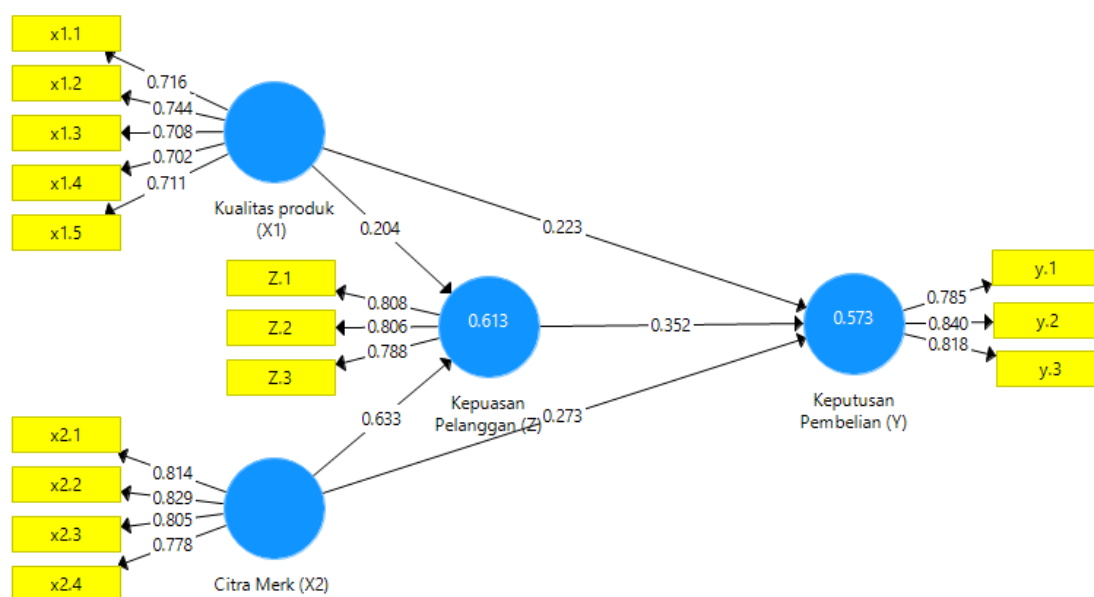 x1.1
x1.2
x1.3
x1.4
x1.5
0.716
0.744
0.708
0.702
0.711
Kualitas produk
(X1)
0.204
0.223
Z.1
Z.2
Z.3
0.808
0.806
0.788
0.613
Kepuasan
Pelanggan (Z)
0.352
0.633
0.273
x2.1
x2.2
x2.3
x2.4
0.814
0.829
0.805
0.778
Citra Merk (X2)
0.573
Keputusan
Pembelian (Y)
0.785
0.840
0.818
y.1
y.2
y.3